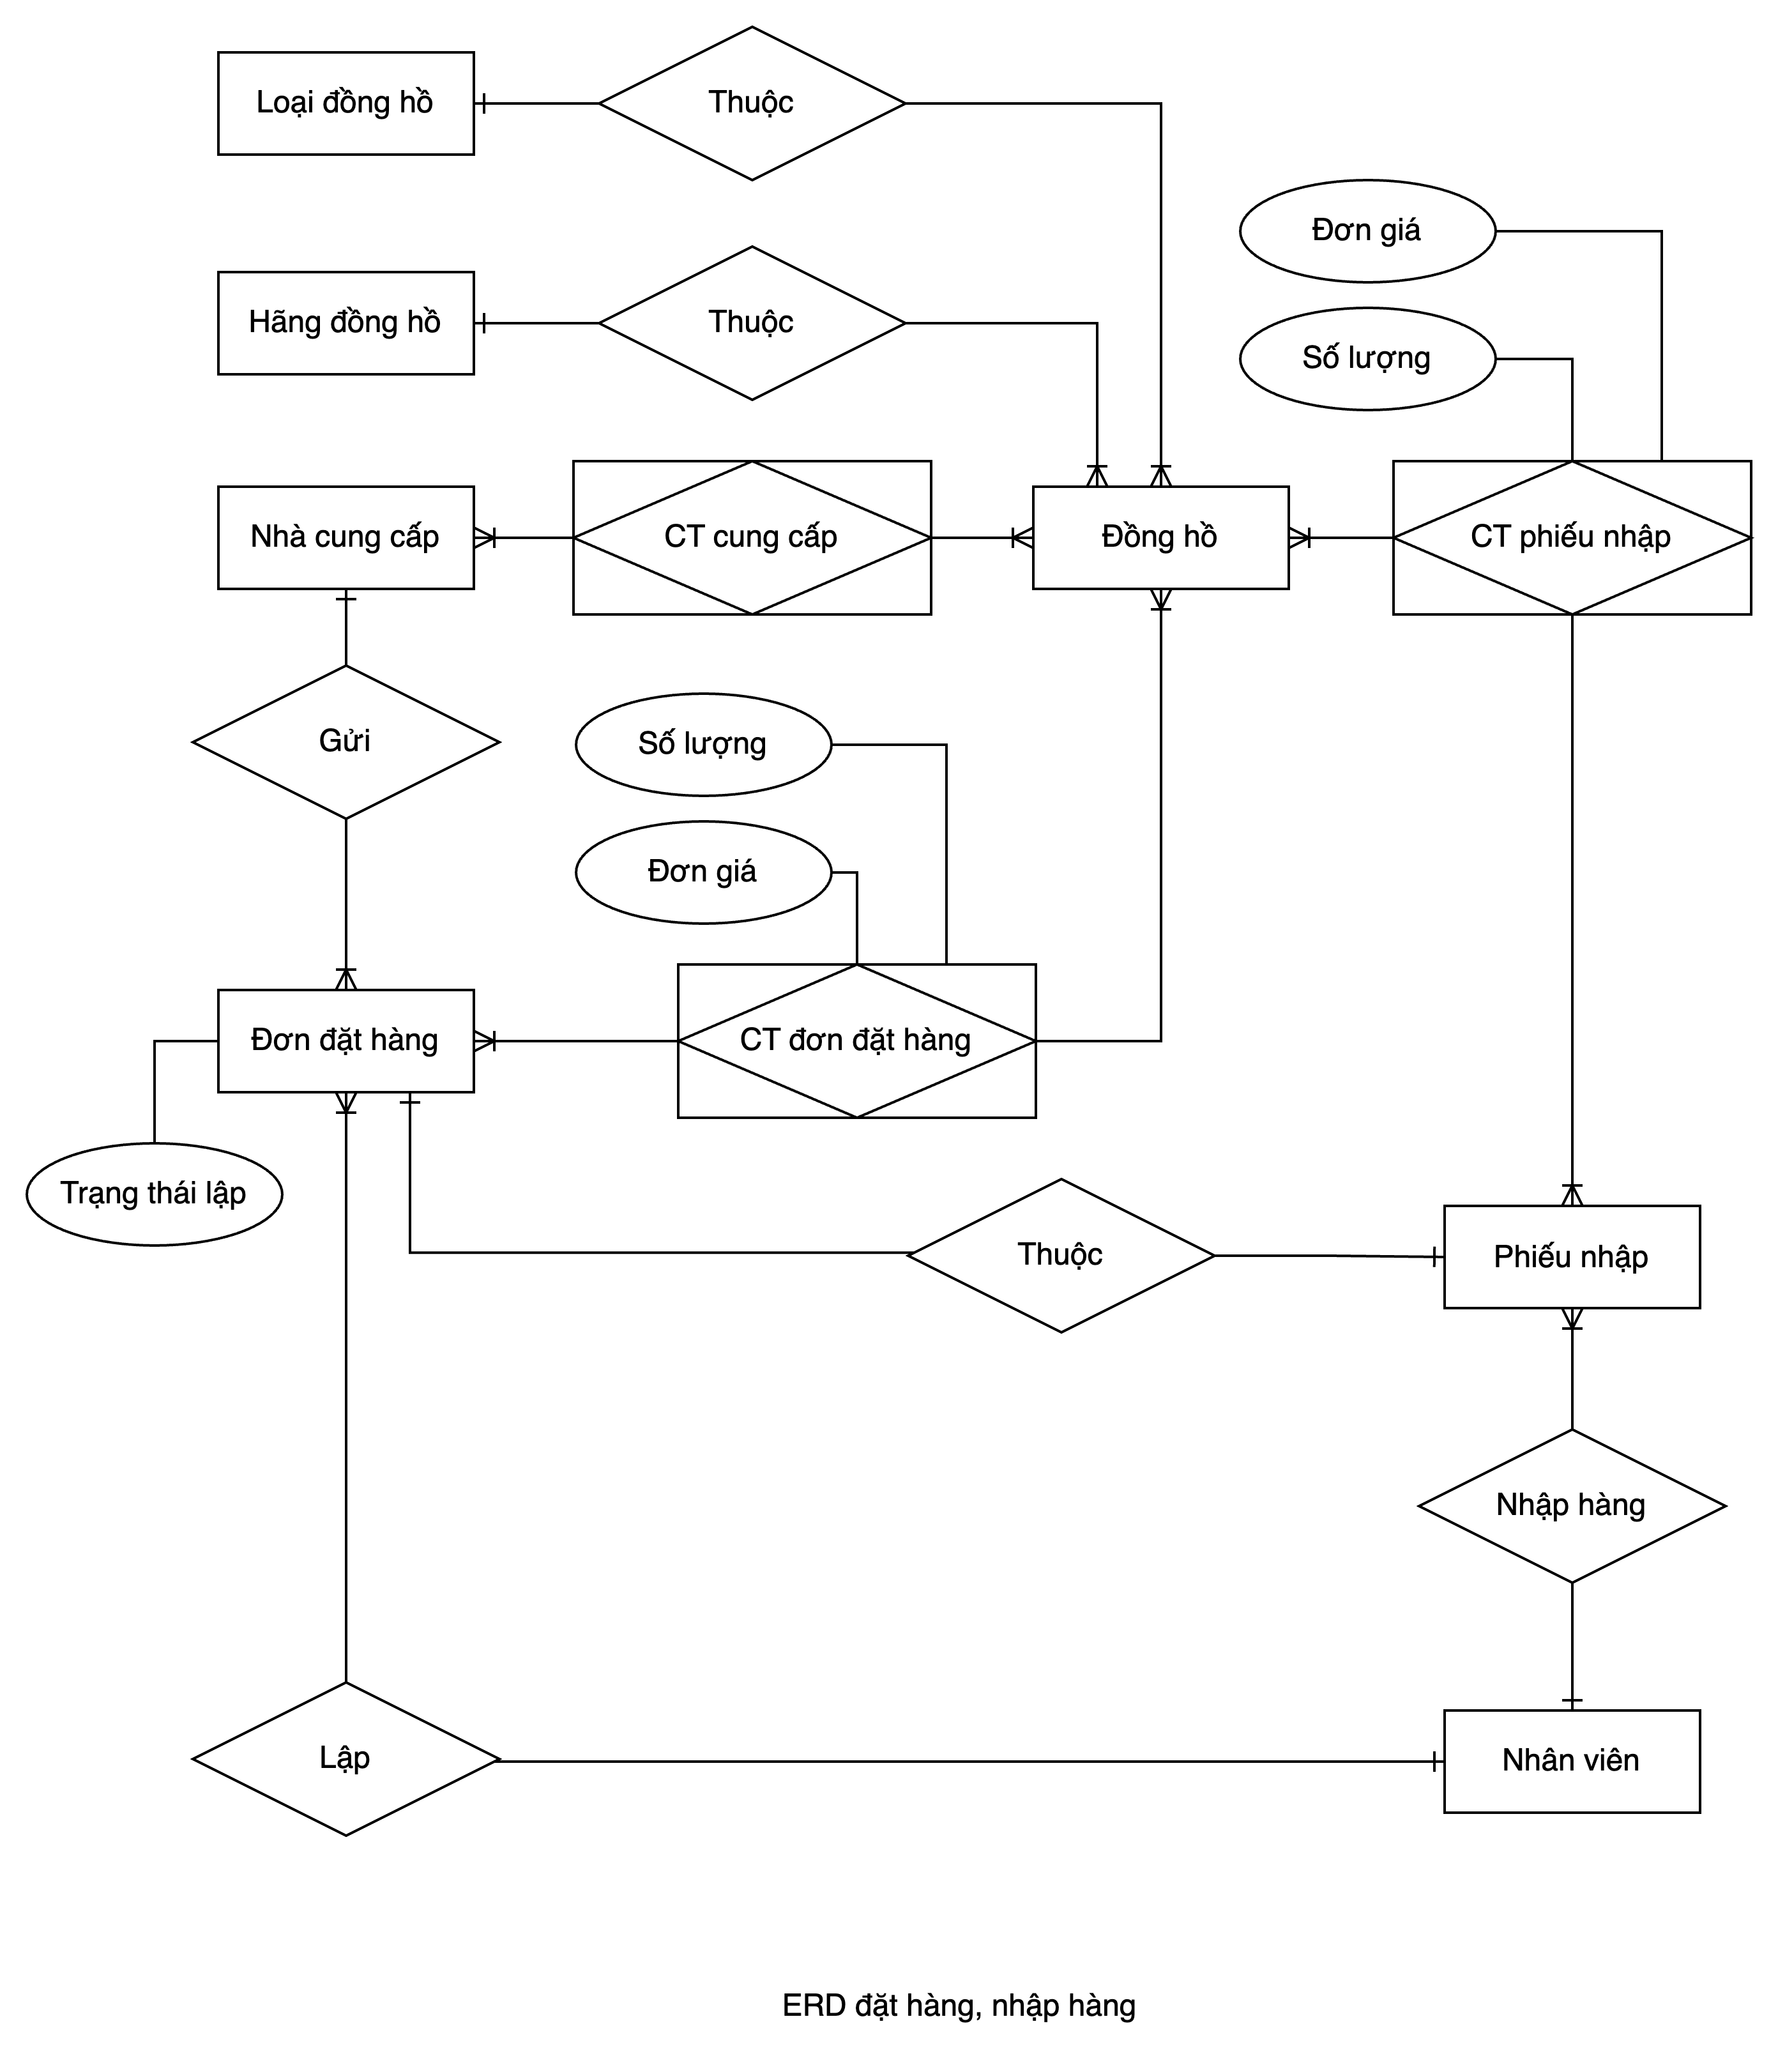 Loại đồng hồ
Thuộc
Đơn giá
Hãng đồng hồ
Thuộc
Số lượng
Nhà cung cấp
CT cung cấp
Đồng hồ
CT phiếu nhập
Gửi
Số lượng
Đơn giá
Đơn đặt hàng
CT đơn đặt hàng
Trạng thái lập
Thuộc
Phiếu nhập
Nhập hàng
Lập
Nhân viên
ERD đặt hàng, nhập hàng